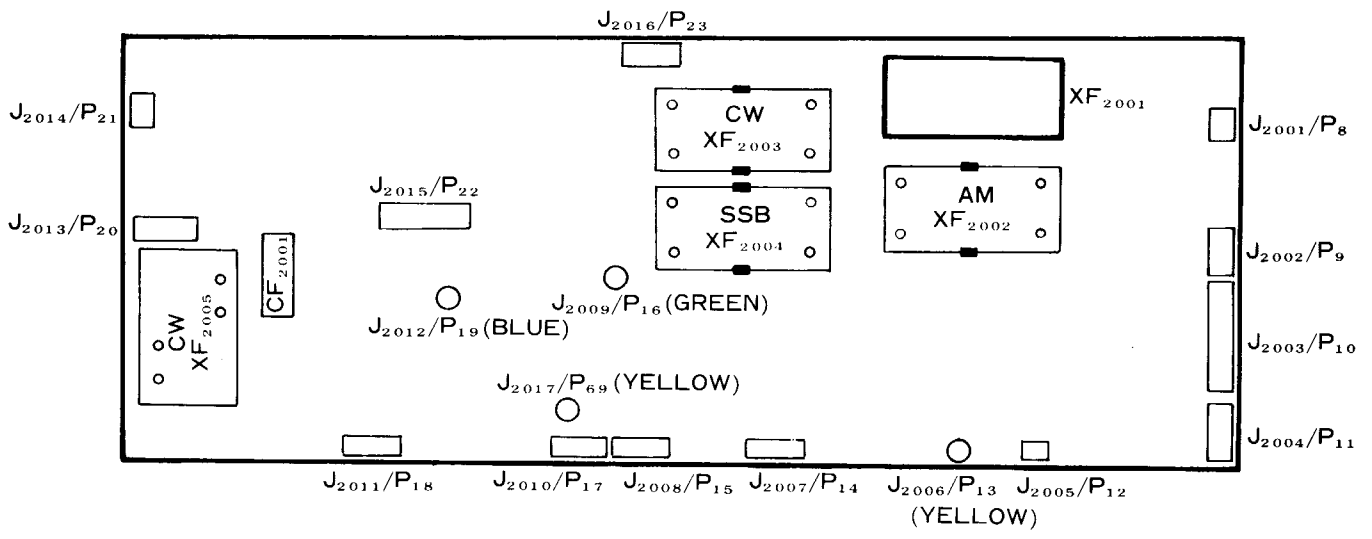 J2016/P23
J2014/P21
CW
XF2003
XF2001
J2001/P8
J2015/P22
SSB
XF2004
AM
XF2002
J2013/P20
J2002/P9
CF2001
CW
XF2005
J2009/P16 (GREEN)
J2012/P19 (BLUE)
J2003/P10
J2017/P69 (YELLOW)
J2004/P11
J2011/P18
J2010/P17
J2008/P15
J2007/P14
J2006/P13
(YELLOW)
J2005/P12